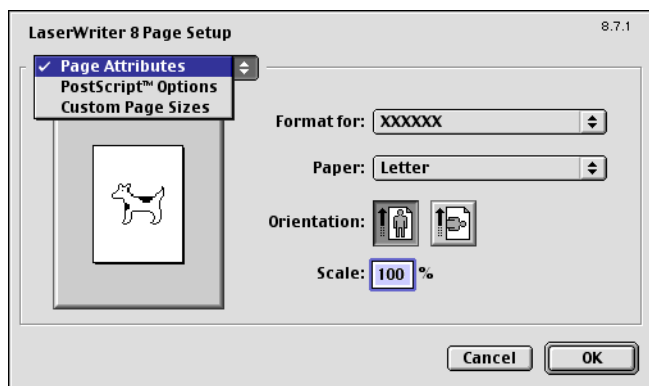 LaserWriter 8 Page Setup
8.7.1
✓ Page Attributes
PostScript™ Options
Custom Page Sizes
Format for: XXXXXX
Paper: Letter
Orientation:
Scale: 100 %
Cancel OK